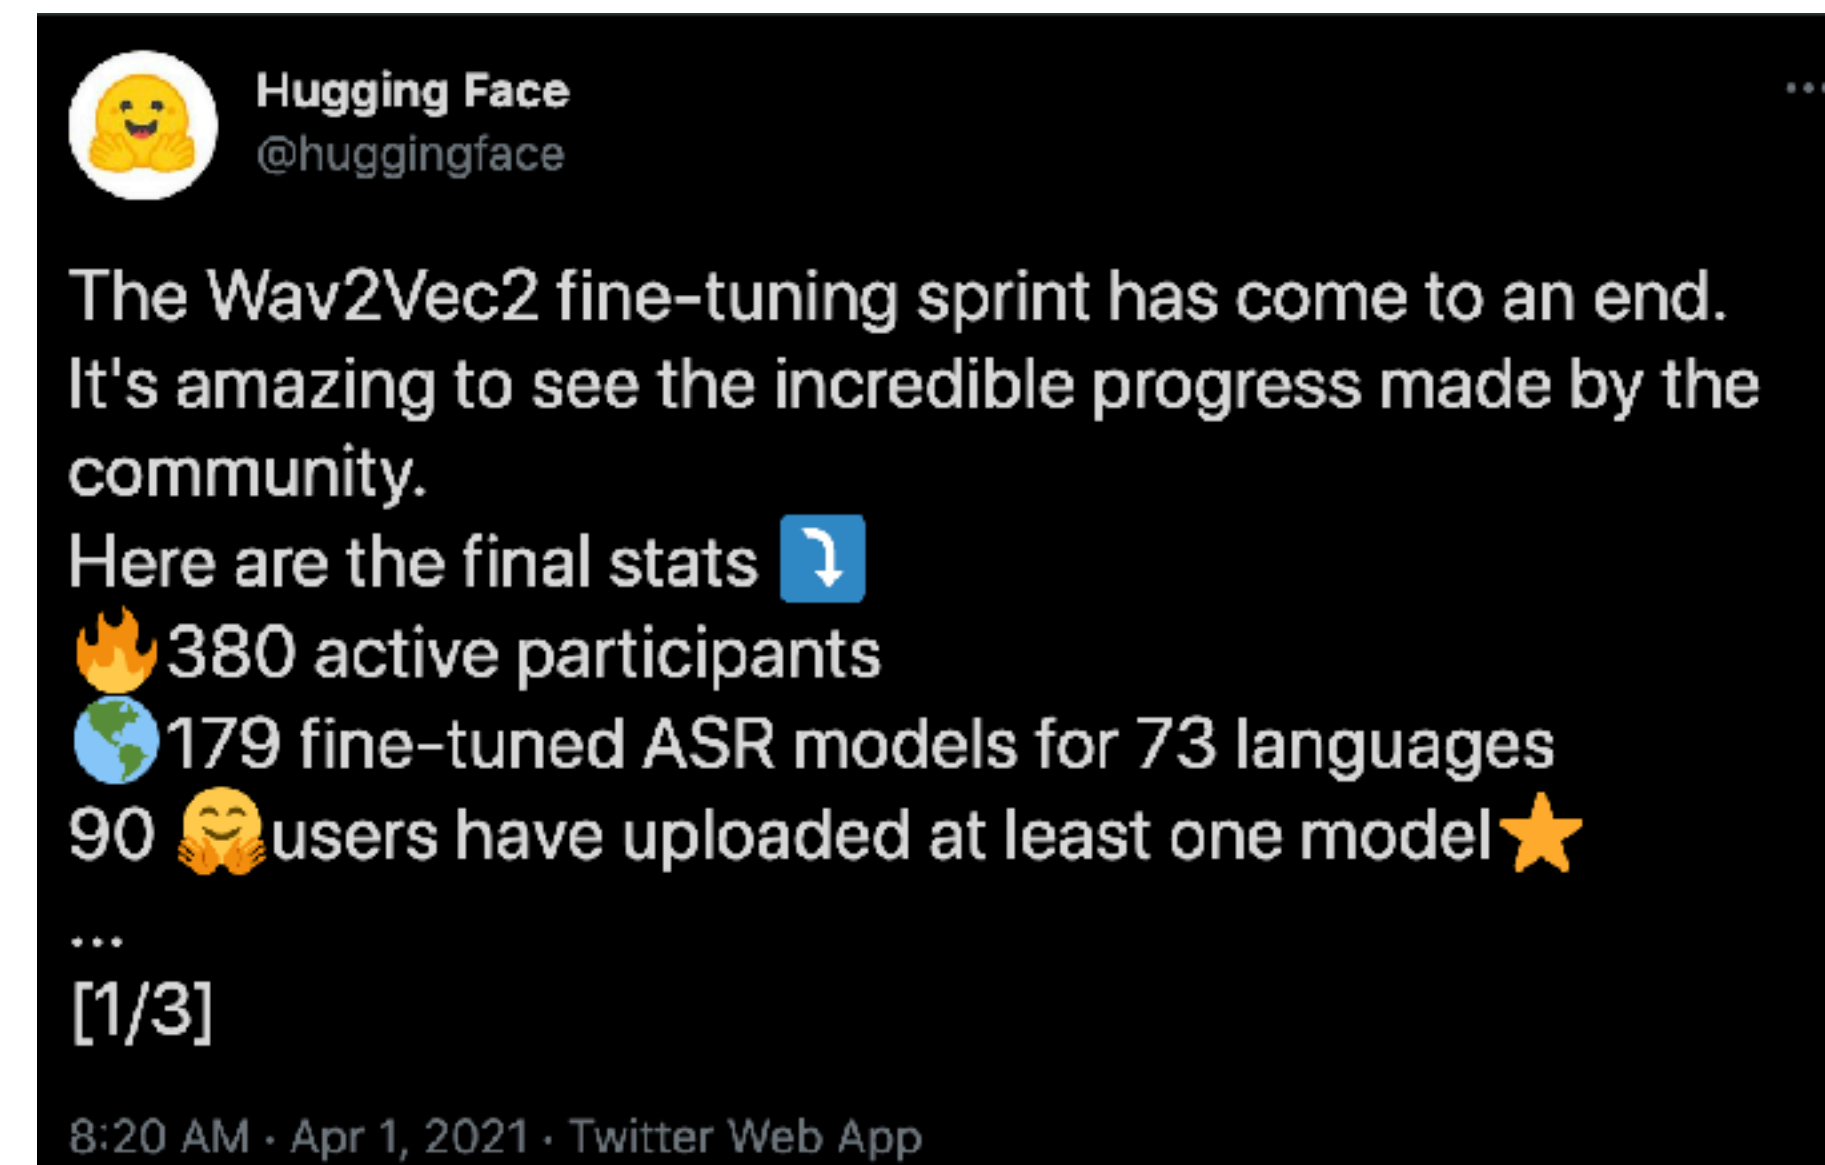 Hugging Face
@huggingface
The Wav2Vec2 fine-tuning sprint has come to an end.
It's amazing to see the incredible progress made by the
community.
Here are the final stats ⤵️
🔥380 active participants
🌎179 fine-tuned ASR models for 73 languages
90 🤗users have uploaded at least one model⭐
...
[1/3]
8:20 AM · Apr 1, 2021 · Twitter Web App